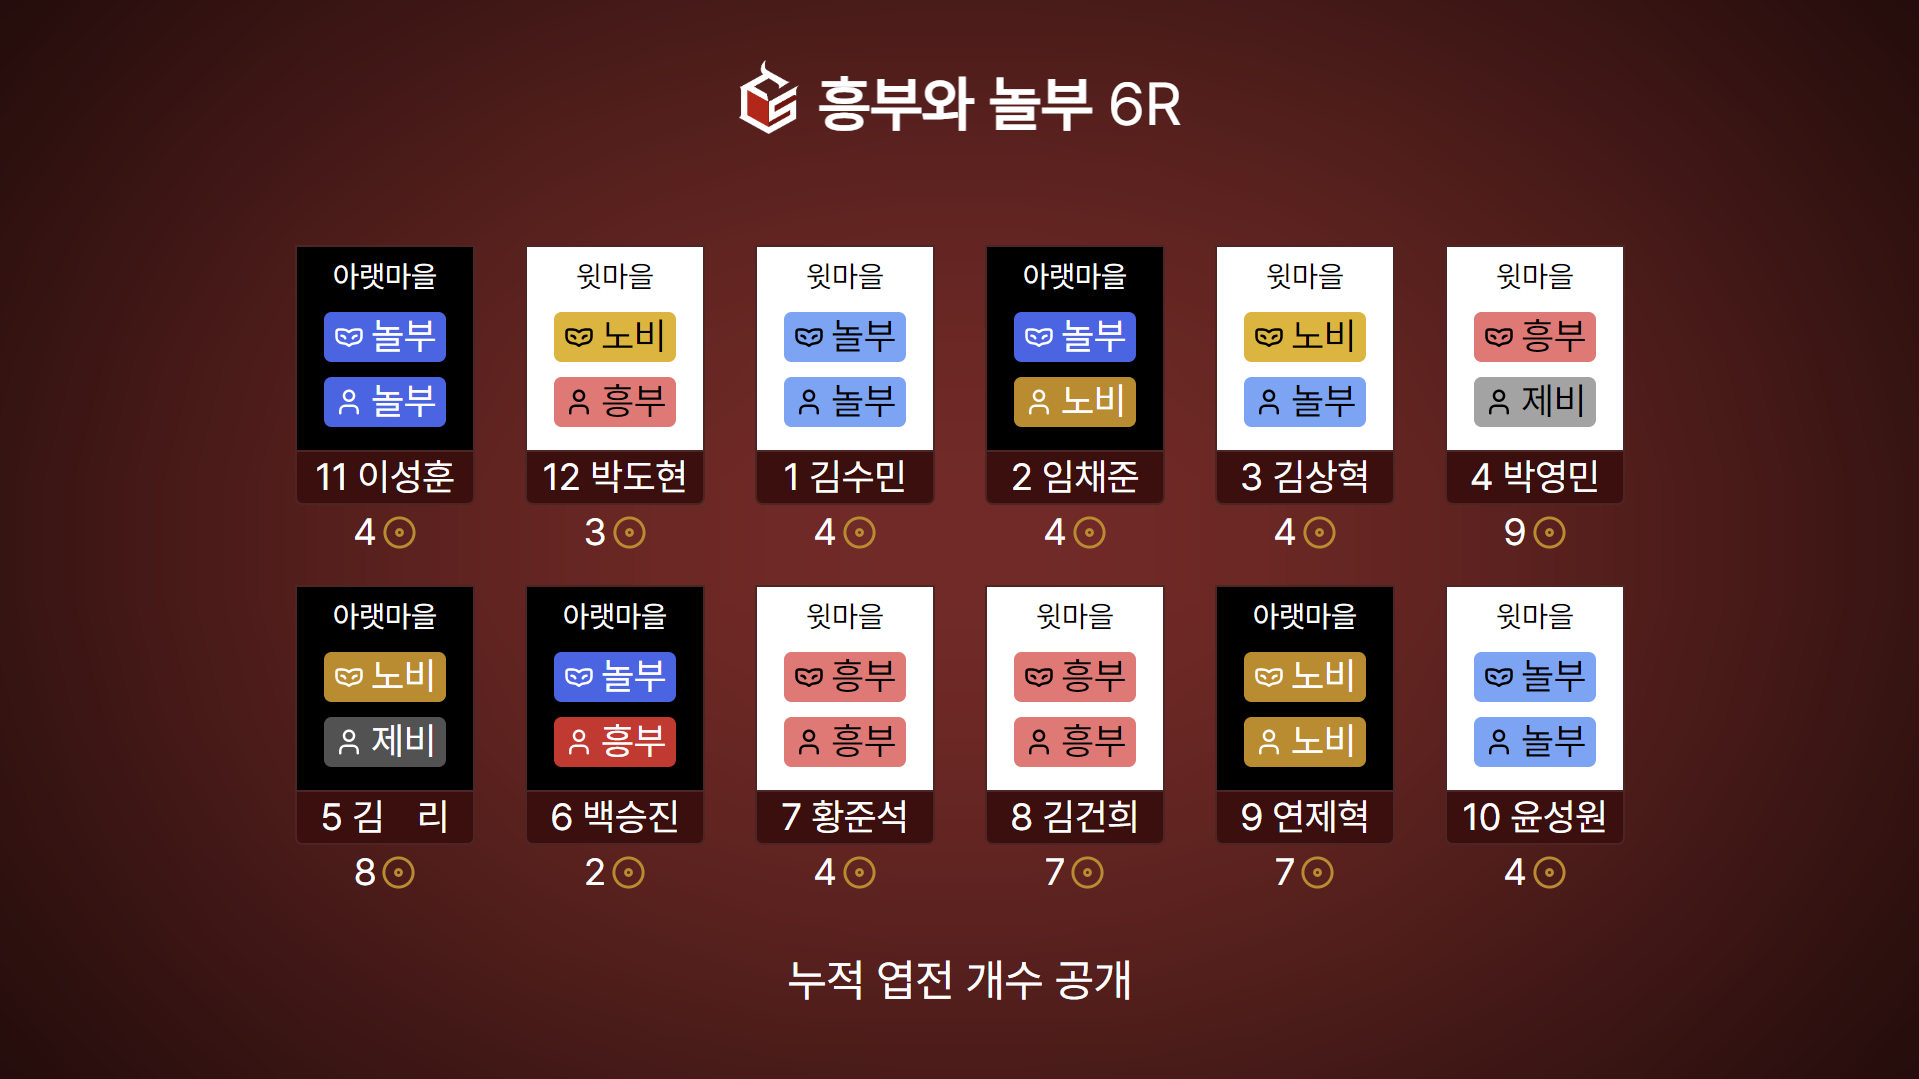 흥부와 놀부 6R
아랫마을 윗마을 윗마을 아랫마을 윗마을 윗마을
놀부 노비 놀부 놀부 노비 흥부
놀부 흥부 놀부 노비 놀부 제비
11 이성훈 12 박도현 1 김수민 2 임채준 3 김상혁 4 박영민
4 3 4 4 4 9
아랫마을 아랫마을 윗마을 윗마을 아랫마을 윗마을
노비 놀부 흥부 흥부 노비 놀부
제비 흥부 흥부 흥부 노비 놀부
5 김 리 6 백승진 7 황준석 8 김건희 9 연제혁 10 윤성원
8 2 4 7 7 4
누적 엽전 개수 공개